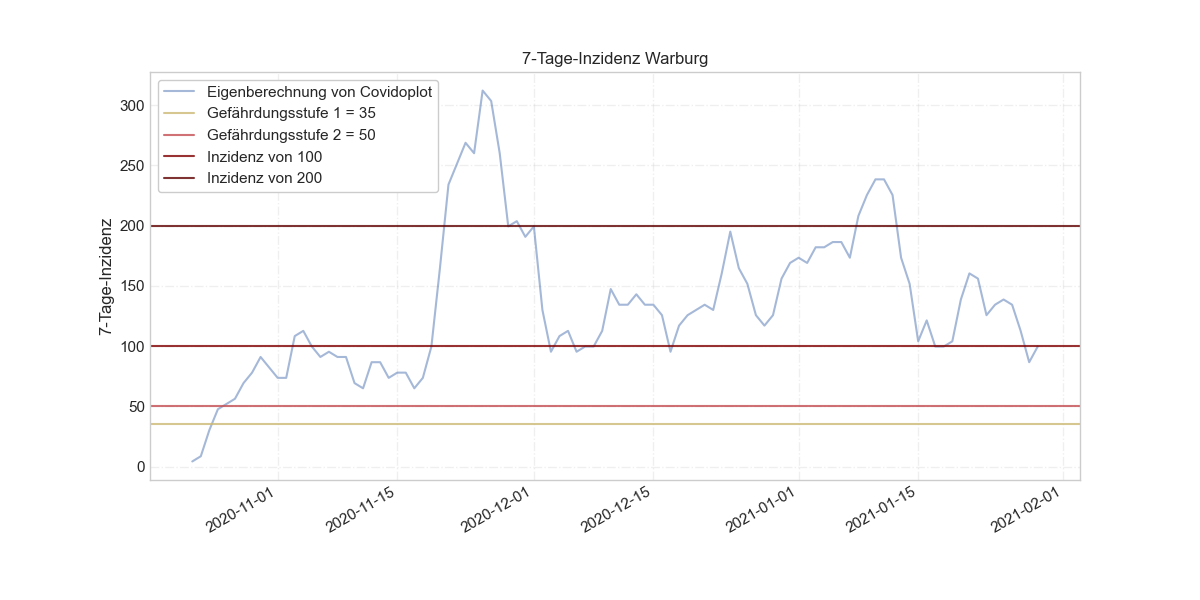 7-Tage-Inzidenz Warburg
Eigenberechnung von Covidoplot
Gefährdungsstufe 1 = 35
Gefährdungsstufe 2 = 50
Inzidenz von 100
Inzidenz von 200
7-Tage-Inzidenz
300
250
200
150
100
50
0
2020-11-01
2020-11-15
2020-12-01
2020-12-15
2021-01-01
2021-01-15
2021-02-01